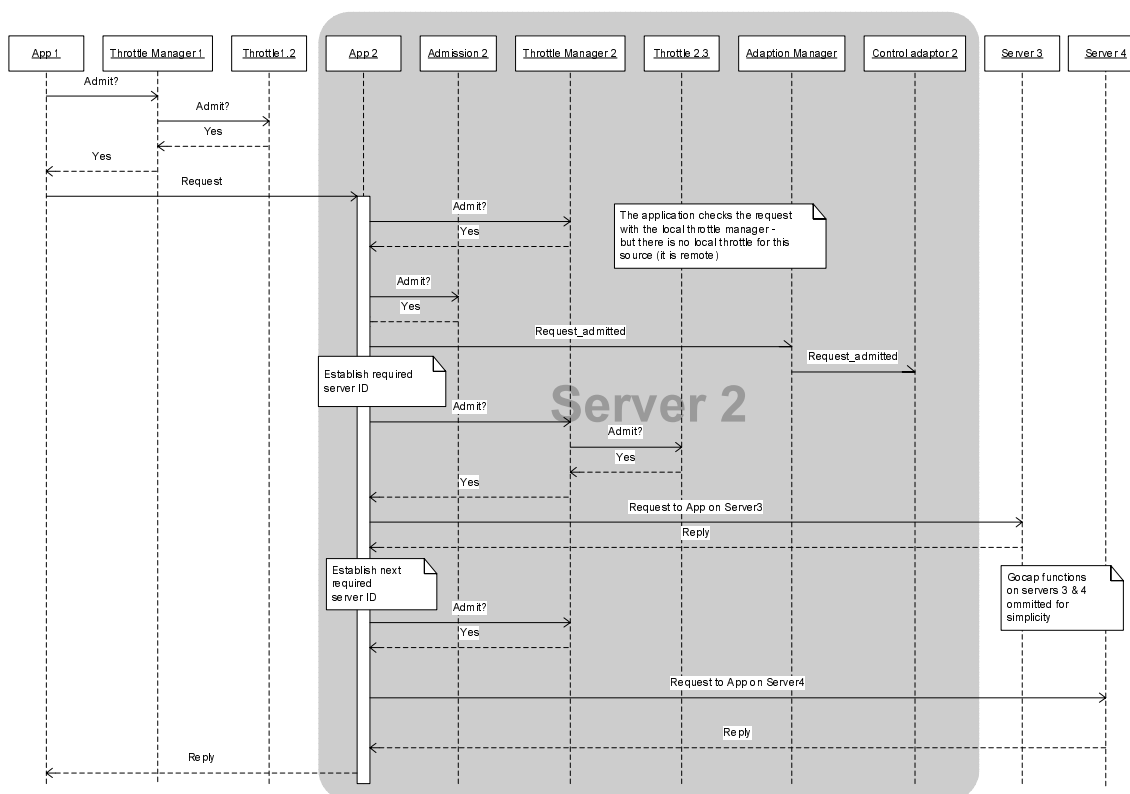 App 1
Throttle Manager 1
Throttle1.2
App 2
Admission 2
Throttle Manager 2
Throttle 2.3
Adaption Manager
Control adaptor 2
Server 3
Server 4
Admit?
Admit?
Yes
Yes
Request
Admit?
Yes
The application checks the request
with the local throttle manager -
but there is no local throttle for this
source (it is remote)
Admit?
Yes
Request_admitted
Request_admitted
Establish required
server ID
Server 2
Admit?
Admit?
Yes
Yes
Request to App on Server3
Reply
Establish next
required
server ID
Gocap functions
on servers 3 & 4
ommitted for
simplicity
Admit?
Yes
Request to App on Server4
Reply
Reply